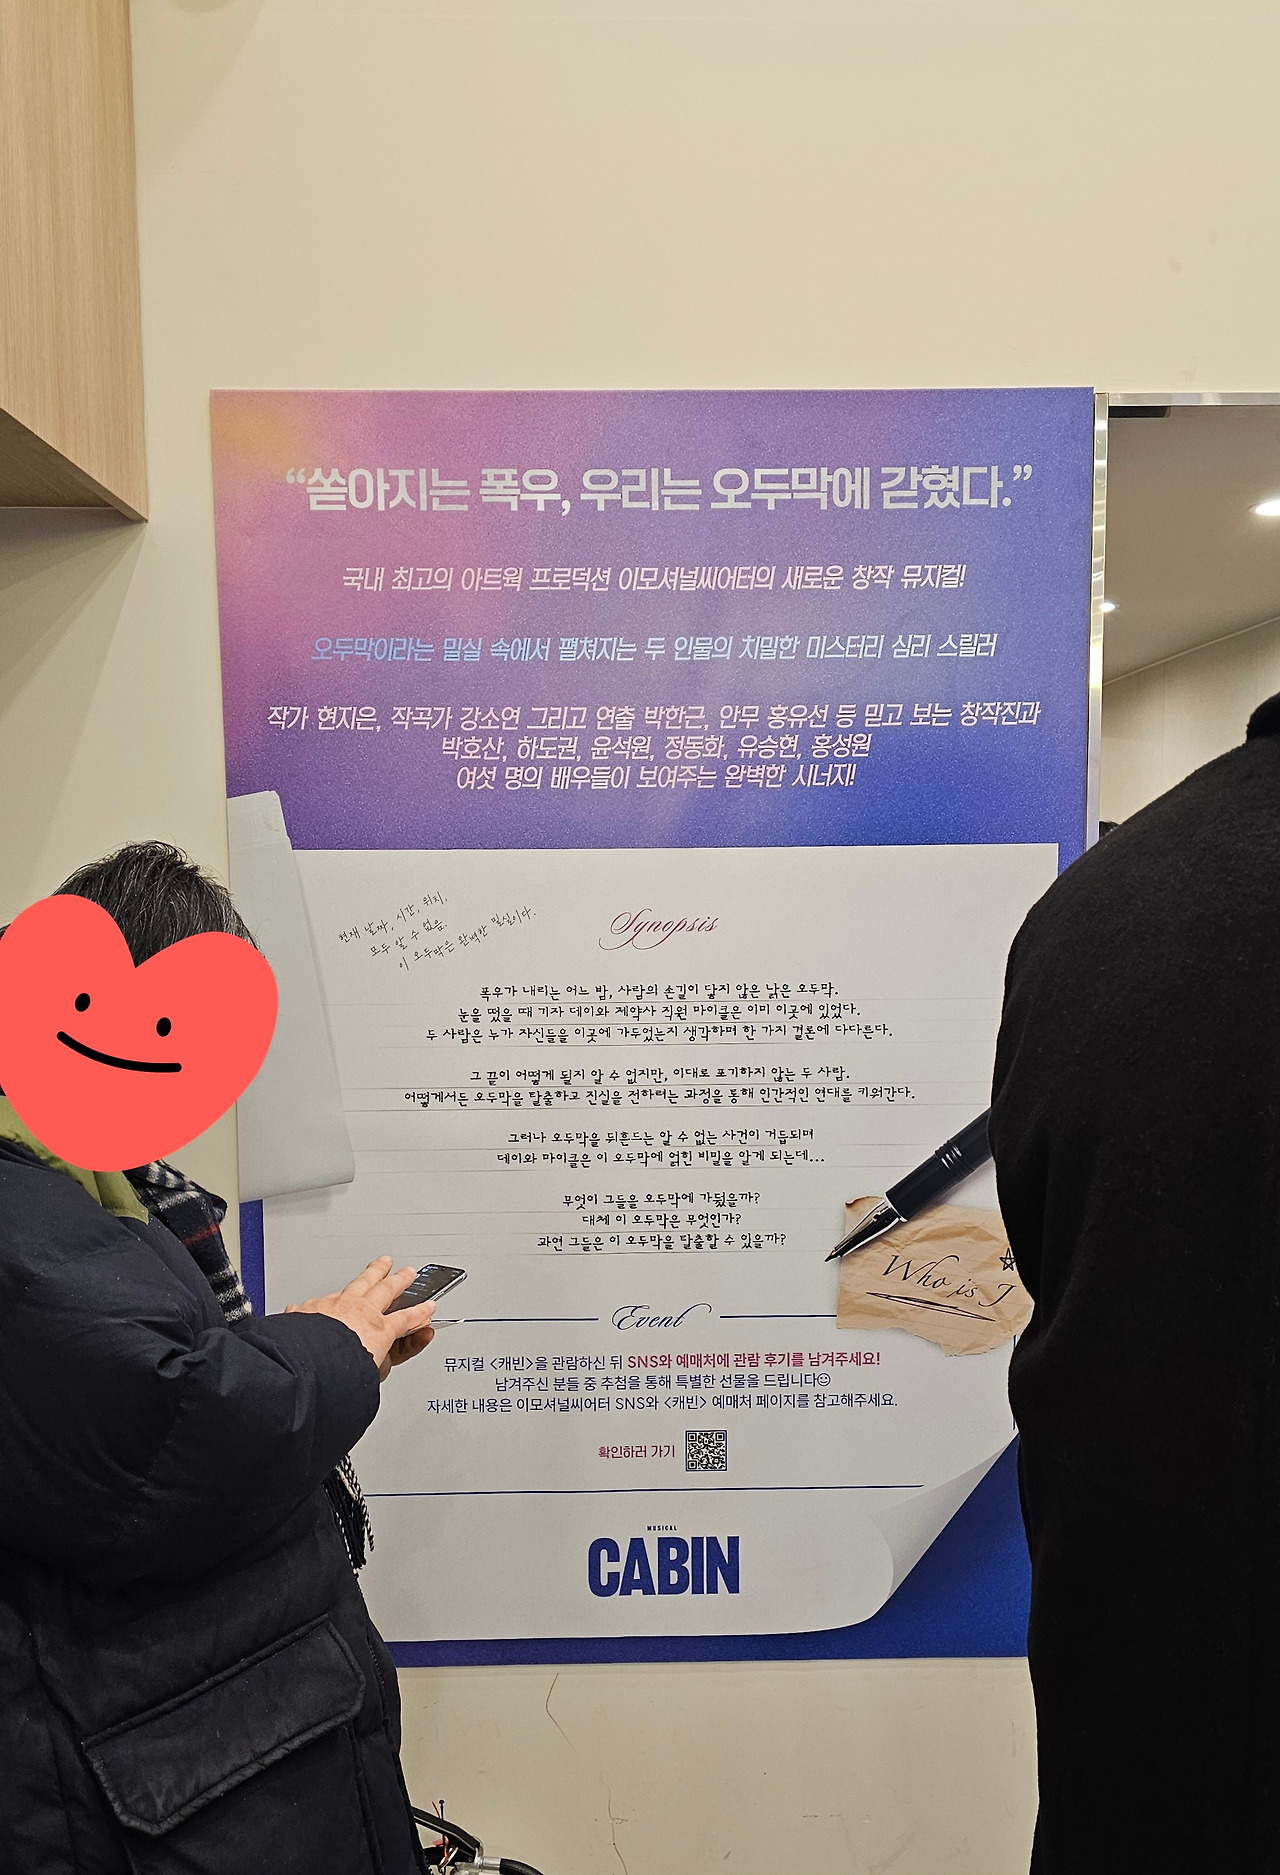 “쏟아지는 폭우, 우리는 오두막에 갇혔다.”
국내 최고의 아트웍 프로덕션 이모셔널씨어터의 새로운 창작 뮤지컬!
오두막이라는 밀실 속에서 펼쳐지는 두 인물의 치밀한 미스터리 심리 스릴러
작가 현지은, 작곡가 강소연 그리고 연출 박한근, 안무 홍유선 등 믿고 보는 창작진과
박호산, 하도권, 윤석원, 정동화, 유승현, 홍성원
여섯 명의 배우들이 보여주는 완벽한 시너지!
현재 날짜, 시간, 위치,
모두 알 수 없음.
이 오두막은 완벽한 밀실이다.
Synopsis
폭우가 내리는 어느 밤, 사람의 손길이 닿지 않은 낡은 오두막.
눈을 떴을 때 기자 데이와 제약사 직원 마이클은 이미 이곳에 있었다.
두 사람은 누가 자신들을 이곳에 가두었는지 생각하며 한 가지 결론에 다다른다.
그 끝이 어떻게 될지 알 수 없지만, 이대로 포기하지 않는 두 사람.
어떻게서든 오두막을 탈출하고 진실을 전하려는 과정을 통해 인간적인 연대를 키워간다.
그러나 오두막을 뒤흔드는 알 수 없는 사건이 거듭되며
데이와 마이클은 이 오두막에 얽힌 비밀을 알게 되는데...
무엇이 그들을 오두막에 가뒀을까?
대체 이 오두막은 무엇인가?
과연 그들은 이 오두막을 탈출할 수 있을까?
Who is J
Event
뮤지컬 <캐빈>을 관람하신 뒤 SNS와 예매처에 관람 후기를 남겨주세요!
남겨주신 분들 중 추첨을 통해 특별한 선물을 드립니다☺
자세한 내용은 이모셔널씨어터 SNS와 <캐빈> 예매처 페이지를 참고해주세요.
확인하러 가기
MUSICAL
CABIN